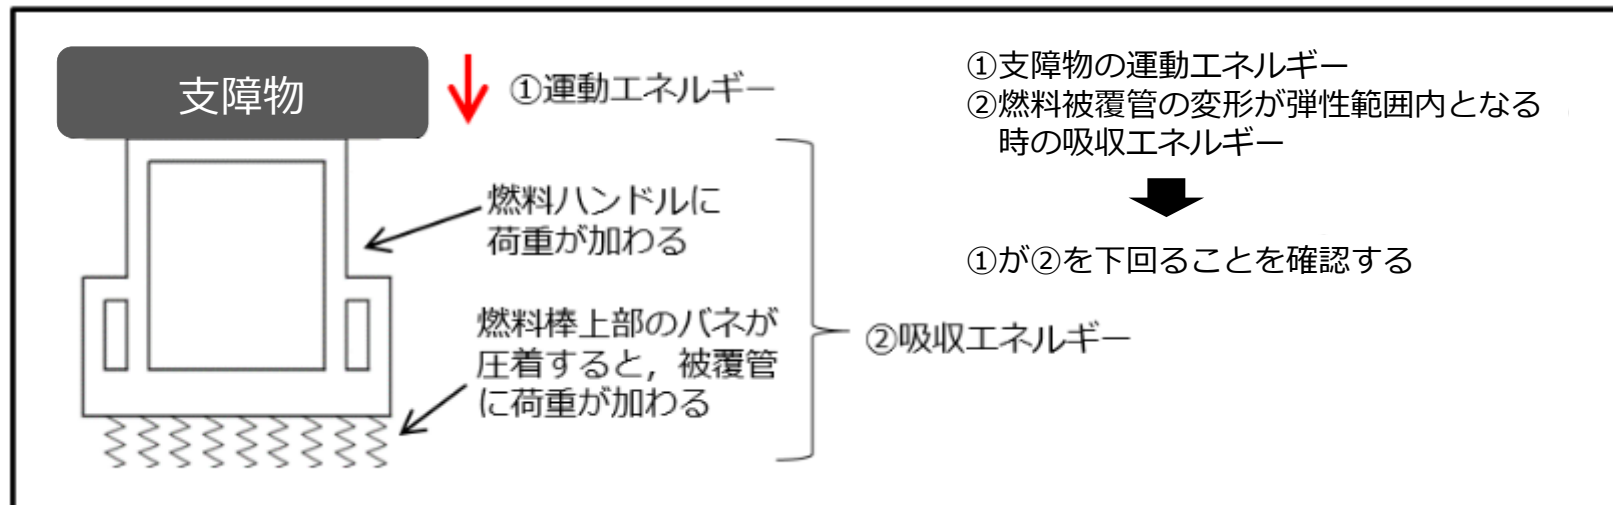 支障物
①運動エネルギー
燃料ハンドルに
荷重が加わる
燃料棒上部のバネが
圧着すると，被覆管
に荷重が加わる
②吸収エネルギー
①支障物の運動エネルギー
②燃料被覆管の変形が弾性範囲内となる
時の吸収エネルギー
①が②を下回ることを確認する